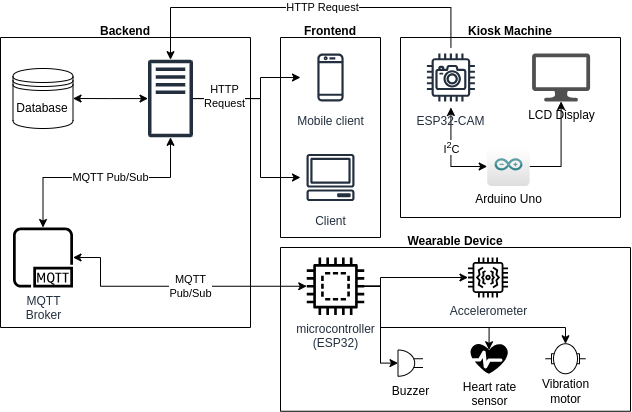 HTTP Request
Backend
Frontend
Kiosk Machine
Database
HTTP
Request
Mobile client
ESP32-CAM
LCD Display
I2C
MQTT Pub/Sub
Client
Arduino Uno
MQTT
MQTT
Broker
MQTT
Pub/Sub
Wearable Device
microcontroller
(ESP32)
Accelerometer
Buzzer
Heart rate
sensor
Vibration
motor